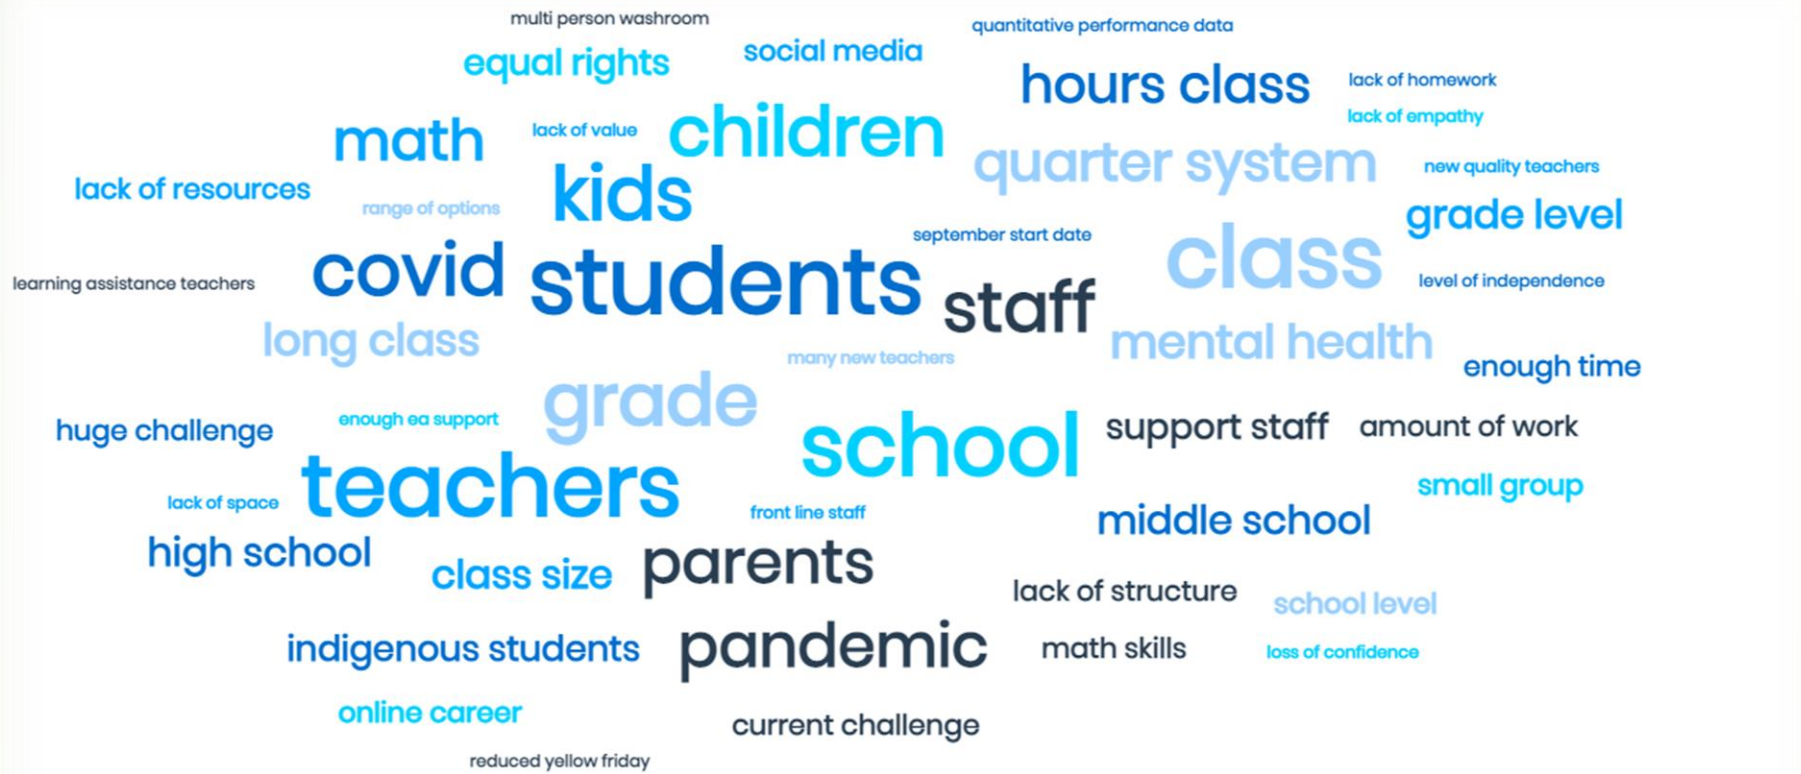 multi person washroom
quantitative performance data
equal rights
social media
hours class
lack of homework
lack of empathy
math
lack of value
children
quarter system
new quality teachers
lack of resources
range of options
kids
grade level
september start date
covid
students
class
learning assistance teachers
staff
level of independence
long class
many new teachers
mental health
enough time
grade
huge challenge
enough ea support
school
support staff
amount of work
teachers
small group
lack of space
front line staff
middle school
high school
class size
parents
lack of structure
school level
indigenous students
pandemic
math skills
loss of confidence
online career
current challenge
reduced yellow friday